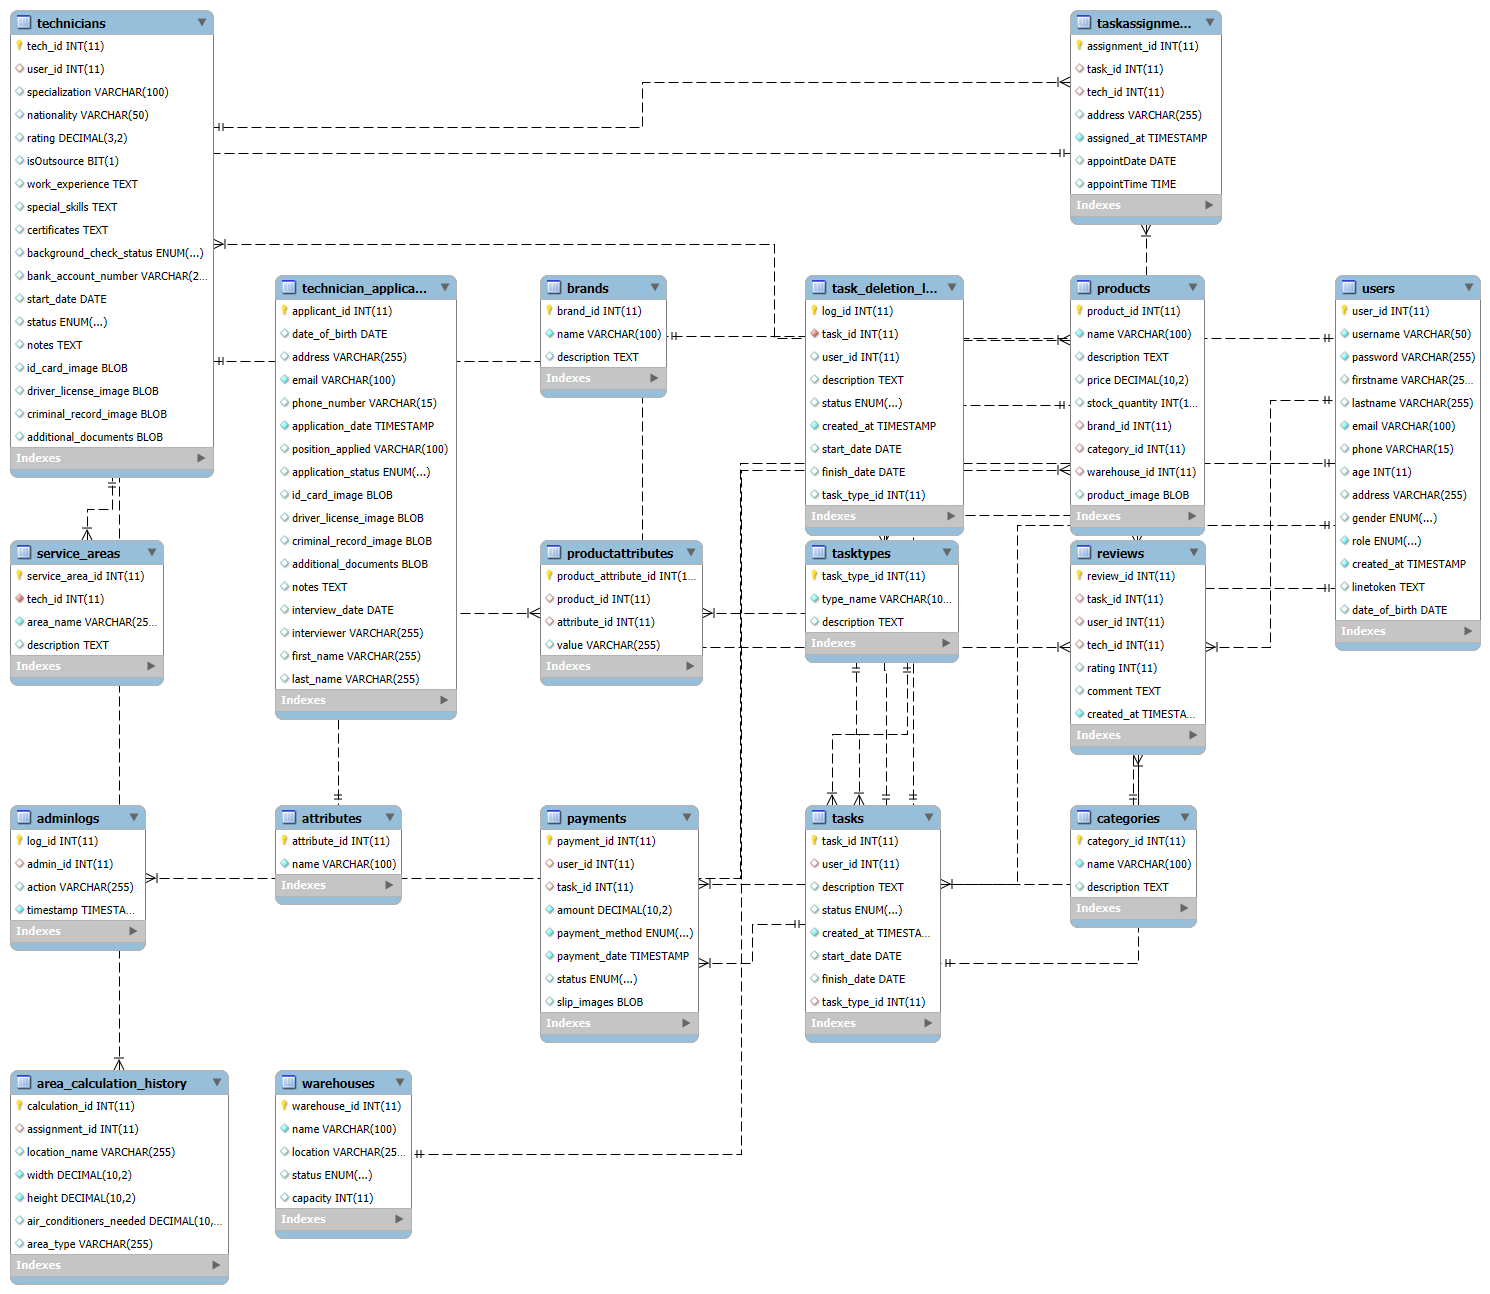 technicians
tech_id INT(11)
user_id INT(11)
specialization VARCHAR(100)
nationality VARCHAR(50)
rating DECIMAL(3,2)
isOutsource BIT(1)
work_experience TEXT
special_skills TEXT
certificates TEXT
background_check_status ENUM(...)
bank_account_number VARCHAR(2...
start_date DATE
status ENUM(...)
notes TEXT
id_card_image BLOB
driver_license_image BLOB
criminal_record_image BLOB
additional_documents BLOB
Indexes
taskassignme...
assignment_id INT(11)
task_id INT(11)
tech_id INT(11)
address VARCHAR(255)
assigned_at TIMESTAMP
appointDate DATE
appointTime TIME
Indexes
technician_applica...
applicant_id INT(11)
date_of_birth DATE
address VARCHAR(255)
email VARCHAR(100)
phone_number VARCHAR(15)
application_date TIMESTAMP
position_applied VARCHAR(100)
application_status ENUM(...)
id_card_image BLOB
driver_license_image BLOB
criminal_record_image BLOB
additional_documents BLOB
notes TEXT
interview_date DATE
interviewer VARCHAR(255)
first_name VARCHAR(255)
last_name VARCHAR(255)
Indexes
brands
brand_id INT(11)
name VARCHAR(100)
description TEXT
Indexes
task_deletion_l...
log_id INT(11)
task_id INT(11)
user_id INT(11)
description TEXT
status ENUM(...)
created_at TIMESTAMP
start_date DATE
finish_date DATE
task_type_id INT(11)
Indexes
products
product_id INT(11)
name VARCHAR(100)
description TEXT
price DECIMAL(10,2)
stock_quantity INT(1...
brand_id INT(11)
category_id INT(11)
warehouse_id INT(11)
product_image BLOB
Indexes
users
user_id INT(11)
username VARCHAR(50)
password VARCHAR(255)
firstname VARCHAR(25...
lastname VARCHAR(255)
email VARCHAR(100)
phone VARCHAR(15)
age INT(11)
address VARCHAR(255)
gender ENUM(...)
role ENUM(...)
created_at TIMESTAMP
linetoken TEXT
date_of_birth DATE
Indexes
service_areas
service_area_id INT(11)
tech_id INT(11)
area_name VARCHAR(25...
description TEXT
Indexes
productattributes
product_attribute_id INT(1...
product_id INT(11)
attribute_id INT(11)
value VARCHAR(255)
Indexes
tasktypes
task_type_id INT(11)
type_name VARCHAR(10...
description TEXT
Indexes
reviews
review_id INT(11)
task_id INT(11)
user_id INT(11)
tech_id INT(11)
rating INT(11)
comment TEXT
created_at TIMESTA...
Indexes
adminlogs
log_id INT(11)
admin_id INT(11)
action VARCHAR(255)
timestamp TIMESTA...
Indexes
attributes
attribute_id INT(11)
name VARCHAR(100)
Indexes
payments
payment_id INT(11)
user_id INT(11)
task_id INT(11)
amount DECIMAL(10,2)
payment_method ENUM(...)
payment_date TIMESTAMP
status ENUM(...)
slip_images BLOB
Indexes
tasks
task_id INT(11)
user_id INT(11)
description TEXT
status ENUM(...)
created_at TIMESTA...
start_date DATE
finish_date DATE
task_type_id INT(11)
Indexes
categories
category_id INT(11)
name VARCHAR(100)
description TEXT
Indexes
area_calculation_history
calculation_id INT(11)
assignment_id INT(11)
location_name VARCHAR(255)
width DECIMAL(10,2)
height DECIMAL(10,2)
air_conditioners_needed DECIMAL(10,...
area_type VARCHAR(255)
Indexes
warehouses
warehouse_id INT(11)
name VARCHAR(100)
location VARCHAR(25...
status ENUM(...)
capacity INT(11)
Indexes